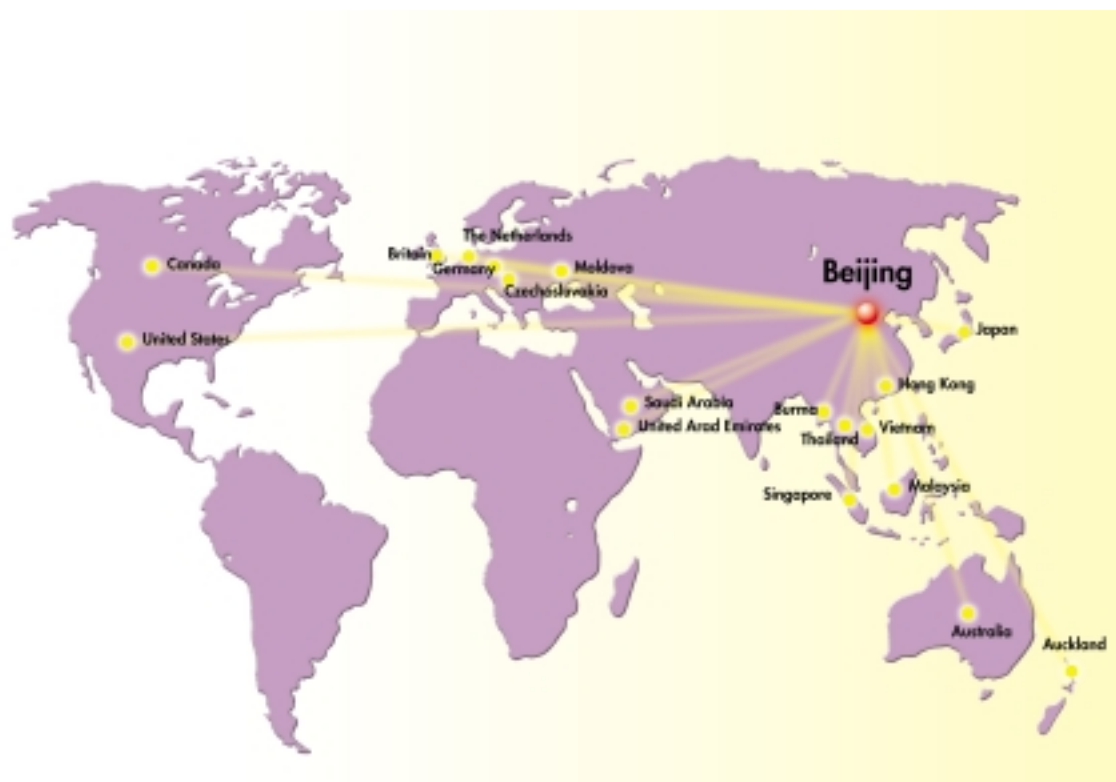 The Netherlands
Britain
Canada
Germany
Moldova
Beijing
Czechoslovakia
Japan
United States
Hong Kong
Saudi Arabia
Burma
United Arad Emirates
Vietnam
Thailand
Malaysia
Singapore
Australia
Auckland